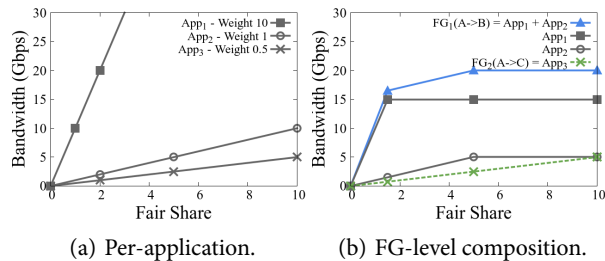 Bandwidth (Gbps)
30
25
20
15
10
5
0
App1 - Weight 10
App2 - Weight 1
App3 - Weight 0.5
0 2 4 6 8 10
Fair Share
(a) Per-application.
Bandwidth (Gbps)
30
25
20
15
10
5
0
FG1(A->B) = App1 + App2
App1
App2
FG2(A->C) = App3
0 2 4 6 8 10
Fair Share
(b) FG-level composition.